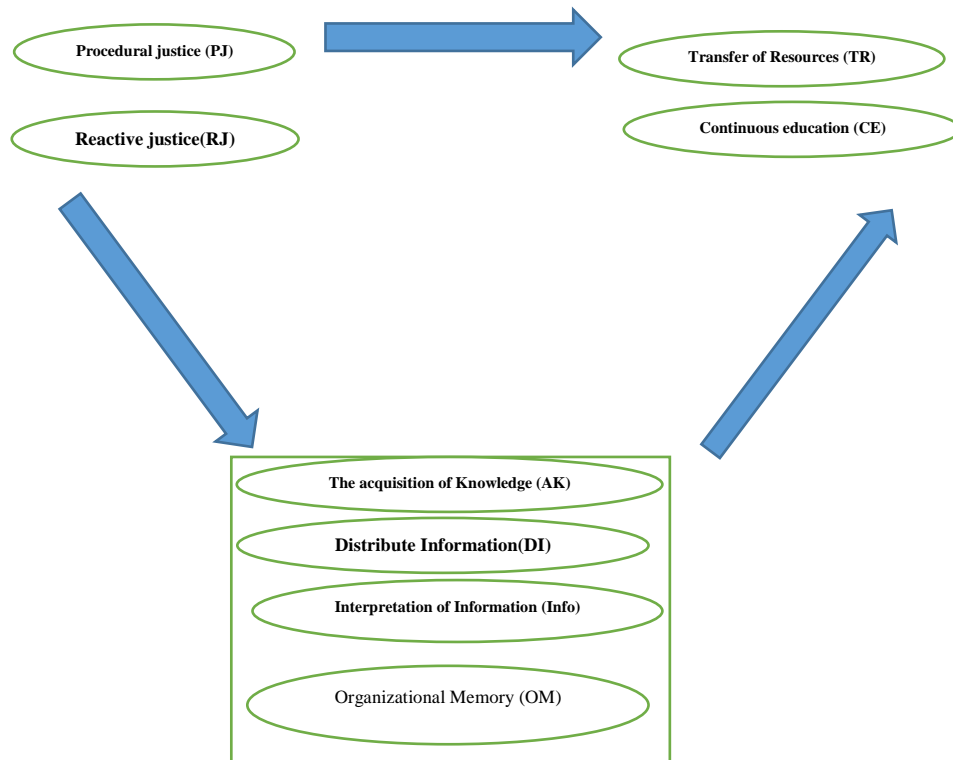 Procedural justice (PJ)
Reactive justice(RJ)
Transfer of Resources (TR)
Continuous education (CE)
The acquisition of Knowledge (AK)
Distribute Information(DI)
Interpretation of Information (Info)
Organizational Memory (OM)